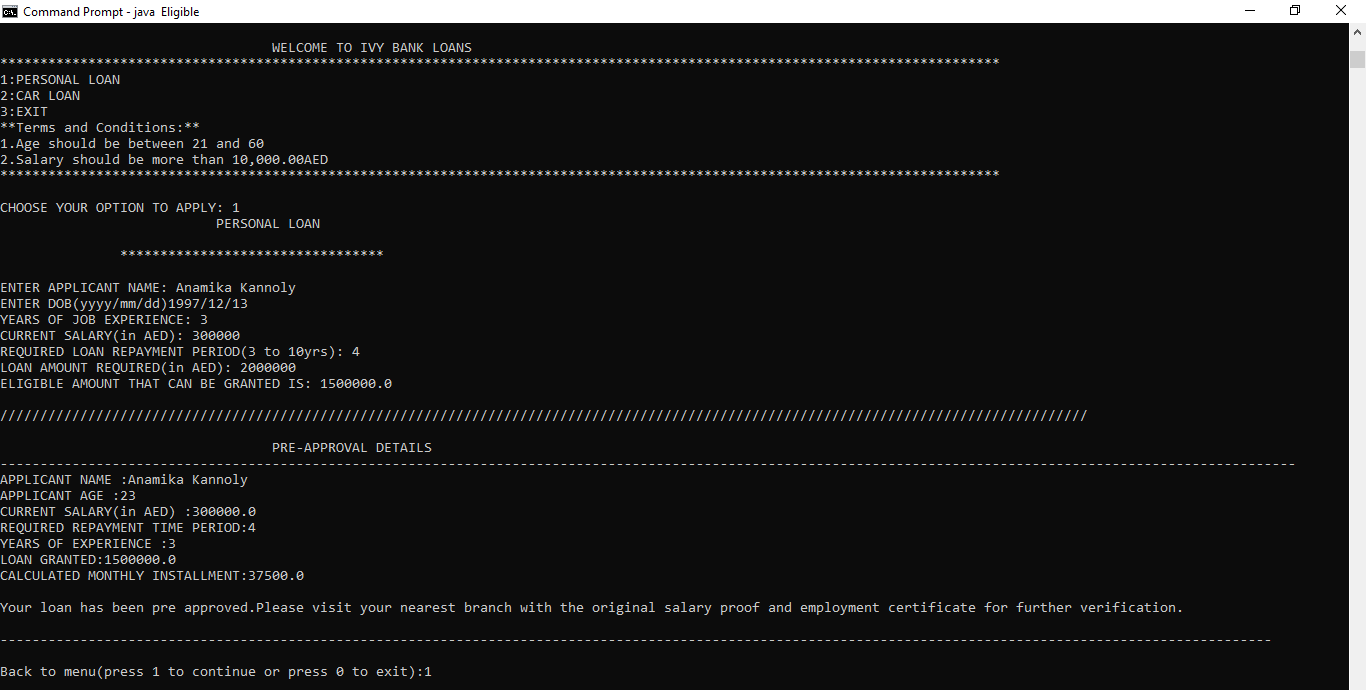 Command Prompt - java  Eligible
WELCOME TO IVY BANK LOANS
*****************************************************************************************************************************
1:PERSONAL LOAN
2:CAR LOAN
3:EXIT
**Terms and Conditions:**
1.Age should be between 21 and 60
2.Salary should be more than 10,000.00AED
*****************************************************************************************************************************
CHOOSE YOUR OPTION TO APPLY: 1
PERSONAL LOAN
*********************************
ENTER APPLICANT NAME: Anamika Kannoly
ENTER DOB(yyyy/mm/dd)1997/12/13
YEARS OF JOB EXPERIENCE: 3
CURRENT SALARY(in AED): 300000
REQUIRED LOAN REPAYMENT PERIOD(3 to 10yrs): 4
LOAN AMOUNT REQUIRED(in AED): 2000000
ELIGIBLE AMOUNT THAT CAN BE GRANTED IS: 1500000.0
////////////////////////////////////////////////////////////////////////////////////////////////////////////////////////////////////////
PRE-APPROVAL DETAILS
------------------------------------------------------------------------------------------------------------------------------------------------------------------
APPLICANT NAME :Anamika Kannoly
APPLICANT AGE :23
CURRENT SALARY(in AED) :300000.0
REQUIRED REPAYMENT TIME PERIOD:4
YEARS OF EXPERIENCE :3
LOAN GRANTED:1500000.0
CALCULATED MONTHLY INSTALLMENT:37500.0
Your loan has been pre approved.Please visit your nearest branch with the original salary proof and employment certificate for further verification.
---------------------------------------------------------------------------------------------------------------------------------------------------------------
Back to menu(press 1 to continue or press 0 to exit):1